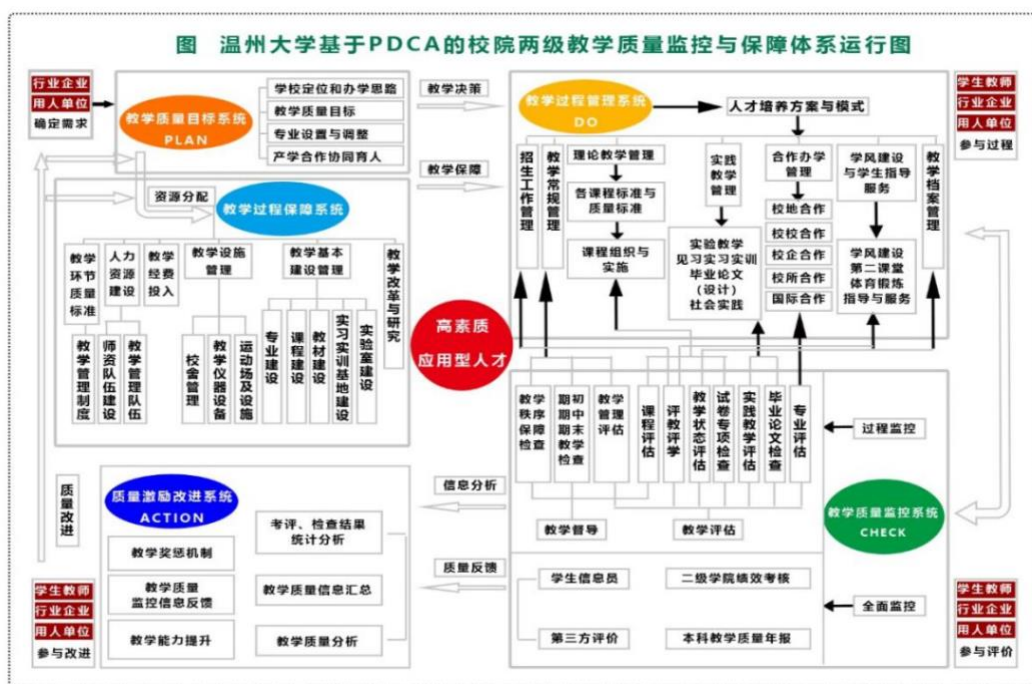 图 温州大学基于PDCA的校院两级教学质量监控与保障体系运行图
行业企业
用人单位
确定需求
教学质量目标系统
PLAN
学校定位和办学思路
教学质量目标
专业设置与调整
产学合作协同育人
教学决策
教学保障
教学过程管理系统
DO
人才培养方案与模式
学生教师
行业企业
用人单位
参与过程
招生工作管理
教学常规管理
理论教学管理
各课程标准与
质量标准
课程组织与
实施
实践
教学
管理
实验教学
见习实习实训
毕业论文
(设计)
社会实践
合作办学
管理
校地合作
校校合作
校企合作
校所合作
国际合作
学风建设
与学生指导
服务
学风建设
第二课堂
体育锻炼
指导与服务
教学档案管理
资源分配
教学过程保障系统
教学
环节
质量
标准
人力
资源
建设
教学
经费
投入
教学设施
管理
教学基本
建设管理
教学改革与研究
教学管理制度
师资队伍建设
教学管理队伍
校舍管理
教学仪器设备
运动场及设施
专业建设
课程建设
教材建设
实习实训基地建设
实验室建设
高素质
应用型人才
教学
秩序
保障
检查
期初
期中
期末
教学
检查
教学
管理
评估
课程评估
评教评学
教学状态评估
试卷专项检查
实践教学评估
毕业论文检查
专业评估
过程监控
教学督导
教学评估
教学质量监控系统
CHECK
学生信息员
二级学院绩效考核
第三方评价
本科教学质量年报
全面监控
信息分析
质量反馈
质量激励改进系统
ACTION
教学奖惩机制
教学质量
监控信息反馈
教学能力提升
考评、检查结果
统计分析
教学质量信息汇总
教学质量分析
质量改进
学生教师
行业企业
用人单位
参与改进
学生教师
行业企业
用人单位
参与评价